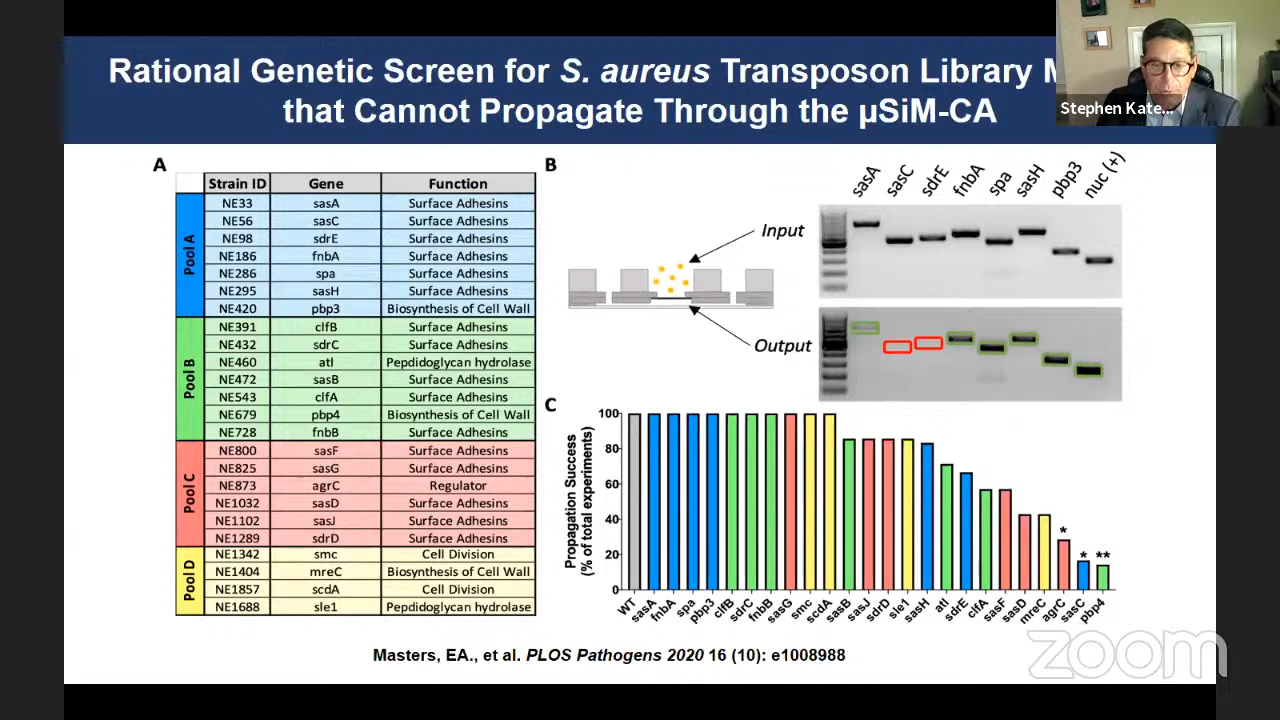 Rational Genetic Screen for S. aureus Transposon Library M
that Cannot Propagate Through the µSiM-CA
Stephen Kate...
A
Strain ID Gene Function
Pool A
NE33 sasA Surface Adhesins
NE56 sasC Surface Adhesins
NE98 sdrE Surface Adhesins
NE186 fnbA Surface Adhesins
NE286 spa Surface Adhesins
NE295 sasH Surface Adhesins
NE420 pbp3 Biosynthesis of Cell Wall
Pool B
NE391 clfB Surface Adhesins
NE432 sdrC Surface Adhesins
NE460 atl Pepdidoglycan hydrolase
NE472 sasB Surface Adhesins
NE543 clfA Surface Adhesins
NE679 pbp4 Biosynthesis of Cell Wall
NE728 fnbB Surface Adhesins
Pool C
NE800 sasF Surface Adhesins
NE825 sasG Surface Adhesins
NE873 agrC Regulator
NE1032 sasD Surface Adhesins
NE1102 sasJ Surface Adhesins
NE1289 sdrD Surface Adhesins
Pool D
NE1342 smc Cell Division
NE1404 mreC Biosynthesis of Cell Wall
NE1857 scdA Cell Division
NE1688 sle1 Pepdidoglycan hydrolase
B
sasA sasC sdrE fnbA spa sasH pbp3 nuc (+)
Input
Output
C
Propagation Success
(% of total experiments)
100
80
60
40
20
0
* * **
WT sasA fnbA spa pbp3 clfB sdrC fnbB sasG smc scdA sasB sasJ sdrD sle1 sasH atl sdrE clfA sasF sasD mreC agrC sasC pbp4
Masters, EA., et al. PLOS Pathogens 2020 16 (10): e1008988
zoom